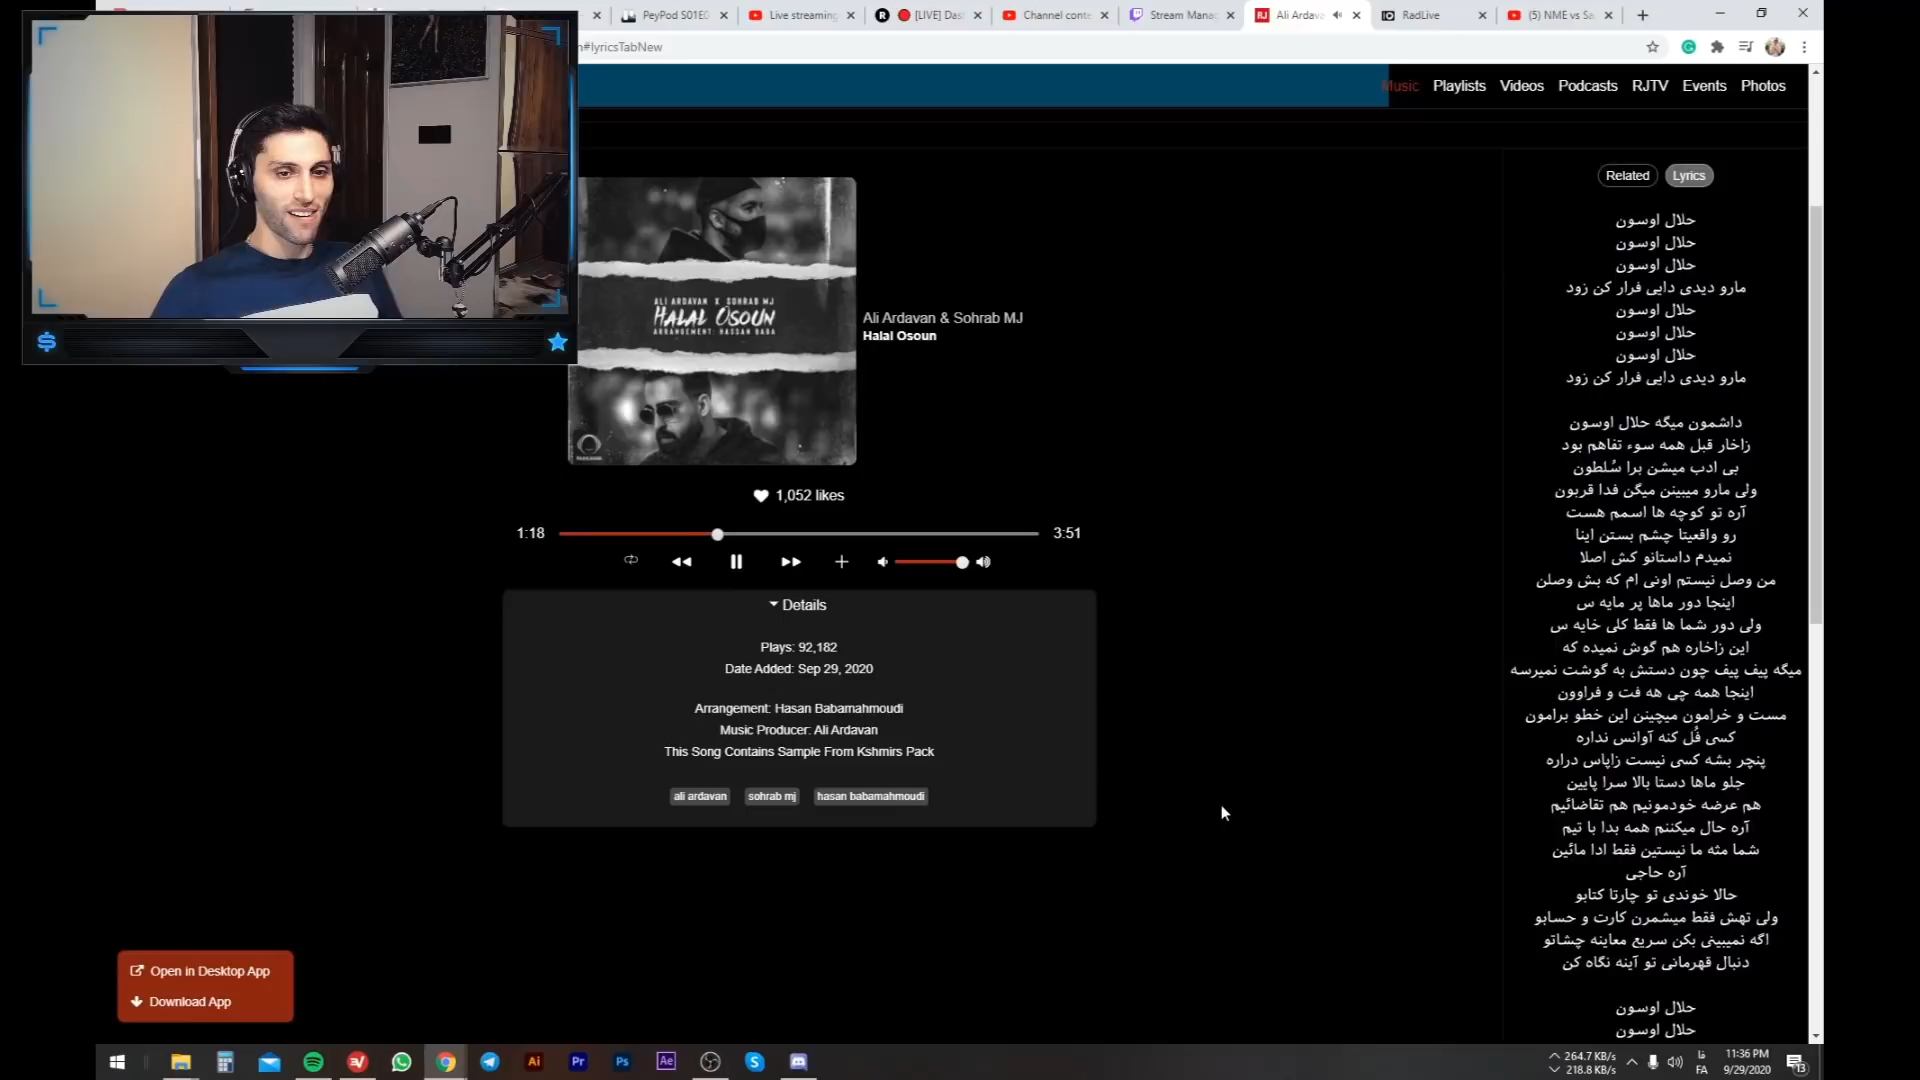 PeyPod S01E0
Live streaming
[LIVE] Das
Channel conte
Stream Manag
Ali Ardava
RadLive
(5) NME vs Sa
n#lyricsTabNew
Music
Playlists
Videos
Podcasts
RJTV
Events
Photos
Related
Lyrics
ALI ARDAVAN X SOHRAB MJ
HALAL OSOUN
ARRANGEMENT: HASSAN BABA
Ali Ardavan & Sohrab MJ
Halal Osoun
1,052 likes
1:18
3:51
Details
Plays: 92,182
Date Added: Sep 29, 2020
Arrangement: Hasan Babamahmoudi
Music Producer: Ali Ardavan
This Song Contains Sample From Kshmirs Pack
ali ardavan
sohrab mj
hasan babamahmoudi
حلال اوسون
حلال اوسون
حلال اوسون
مارو دیدی دایی فرار کن زود
حلال اوسون
حلال اوسون
حلال اوسون
مارو دیدی دایی فرار کن زود
داشمون میگه حلال اوسون
زاخار قبل همه سوء تفاهم بود
بی ادب میشن برا سُلطون
ولی مارو میبینن میگن فدا قربون
آره تو کوچه ها اسمم هست
رو واقعیتا چشم بستن اینا
نمیدم داستانو کش اصلا
من وصل نیستم اونی ام که بش وصلن
اینجا دور ماها پر مایه س
ولی دور شما ها فقط کلی خایه س
این زاخاره هم گوش نمیده که
میگه پیف پیف چون دستش به گوشت نمیرسه
اینجا همه چی هه فت و فراوون
مست و خرامون میچینن این خطو برامون
کسی قُل کنه آوانس نداره
پنچر بشه کسی نیست زاپاس دراره
جلو ماها دستا بالا سرا پایین
هم عرضه خودمونیم هم تقاضائیم
آره حال میکننم همه بدا با تیم
شما مثه ما نیستین فقط ادا مائین
آره حاجی
حالا خوندی تو چارتا کتابو
ولی تهش فقط میشمرن کارت و حسابو
اگه نمیبینی بکن سریع معاینه چشاتو
دنبال قهرمانی تو آینه نگاه کن
حلال اوسون
حلال اوسون
Open in Desktop App
Download App
264.7 KB/s
218.8 KB/s
فا
FA
11:36 PM
9/29/2020
13